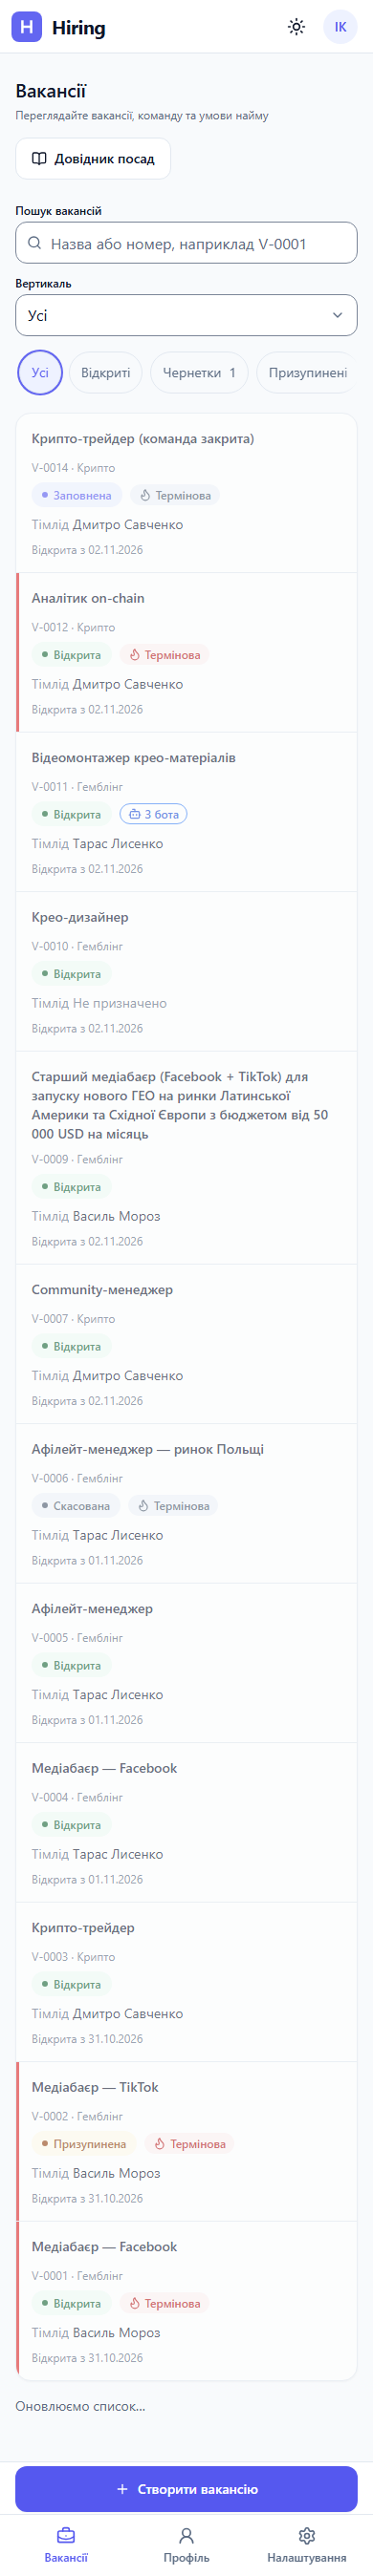 H Hiring IK
Вакансії
Переглядайте вакансії, команду та умови найму
Довідник посад
Пошук вакансій
Назва або номер, наприклад V-0001
Вертикаль
Усі
Усі Відкриті Чернетки 1 Призупинені
Крипто-трейдер (команда закрита)
V-0014 · Крипто
Заповнена Термінова
Тімлід Дмитро Савченко
Відкрита з 02.11.2026
Аналітик on-chain
V-0012 · Крипто
Відкрита Термінова
Тімлід Дмитро Савченко
Відкрита з 02.11.2026
Відеомонтажер крео-матеріалів
V-0011 · Гемблінг
Відкрита З бота
Тімлід Тарас Лисенко
Відкрита з 02.11.2026
Крео-дизайнер
V-0010 · Гемблінг
Відкрита
Тімлід Не призначено
Відкрита з 02.11.2026
Старший медіабаєр (Facebook + TikTok) для
запуску нового ГЕО на ринки Латинської
Америки та Східної Європи з бюджетом від 50
000 USD на місяць
V-0009 · Гемблінг
Відкрита
Тімлід Василь Мороз
Відкрита з 02.11.2026
Community-менеджер
V-0007 · Крипто
Відкрита
Тімлід Дмитро Савченко
Відкрита з 02.11.2026
Афілейт-менеджер — ринок Польщі
V-0006 · Гемблінг
Скасована Термінова
Тімлід Тарас Лисенко
Відкрита з 01.11.2026
Афілейт-менеджер
V-0005 · Гемблінг
Відкрита
Тімлід Тарас Лисенко
Відкрита з 01.11.2026
Медіабаєр — Facebook
V-0004 · Гемблінг
Відкрита
Тімлід Тарас Лисенко
Відкрита з 01.11.2026
Крипто-трейдер
V-0003 · Крипто
Відкрита
Тімлід Дмитро Савченко
Відкрита з 31.10.2026
Медіабаєр — TikTok
V-0002 · Гемблінг
Призупинена Термінова
Тімлід Василь Мороз
Відкрита з 31.10.2026
Медіабаєр — Facebook
V-0001 · Гемблінг
Відкрита Термінова
Тімлід Василь Мороз
Відкрита з 31.10.2026
Оновлюємо список...
Створити вакансію
Вакансії Профіль Налаштування